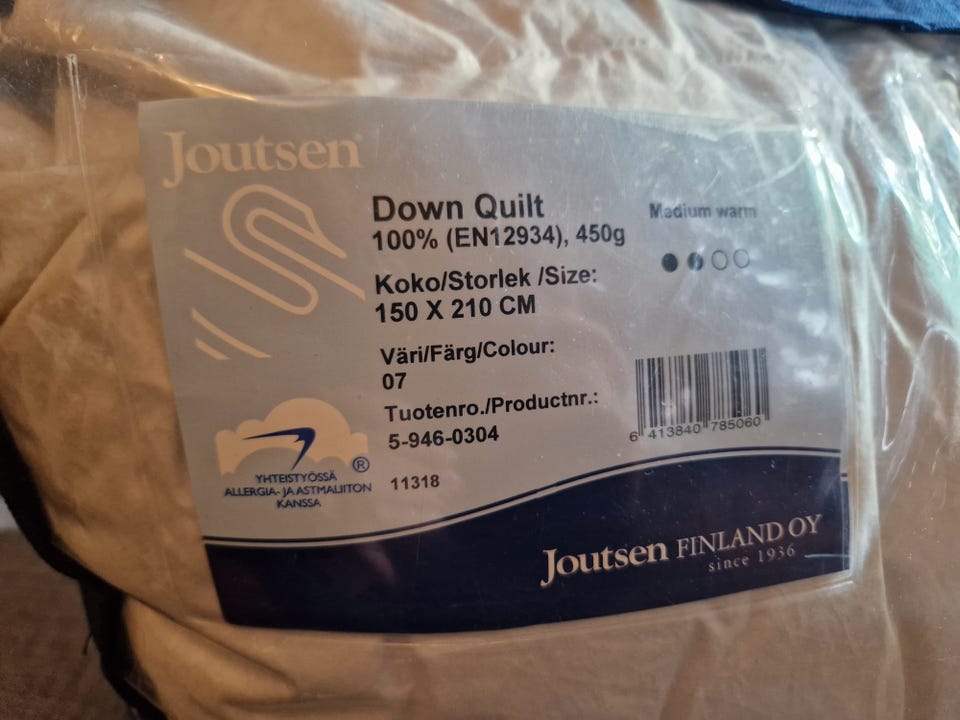 Joutsen®
Down Quilt
100% (EN12934), 450g
Medium warm
Koko/Storlek /Size:
150 X 210 CM
Väri/Färg/Colour:
07
Tuotenro./Productnr.:
5-946-0304
11318
6 413840 785060
®
YHTEISTYÖSSÄ
ALLERGIA- JA ASTMALIITON
KANSSA
Joutsen FINLAND OY
since 1936